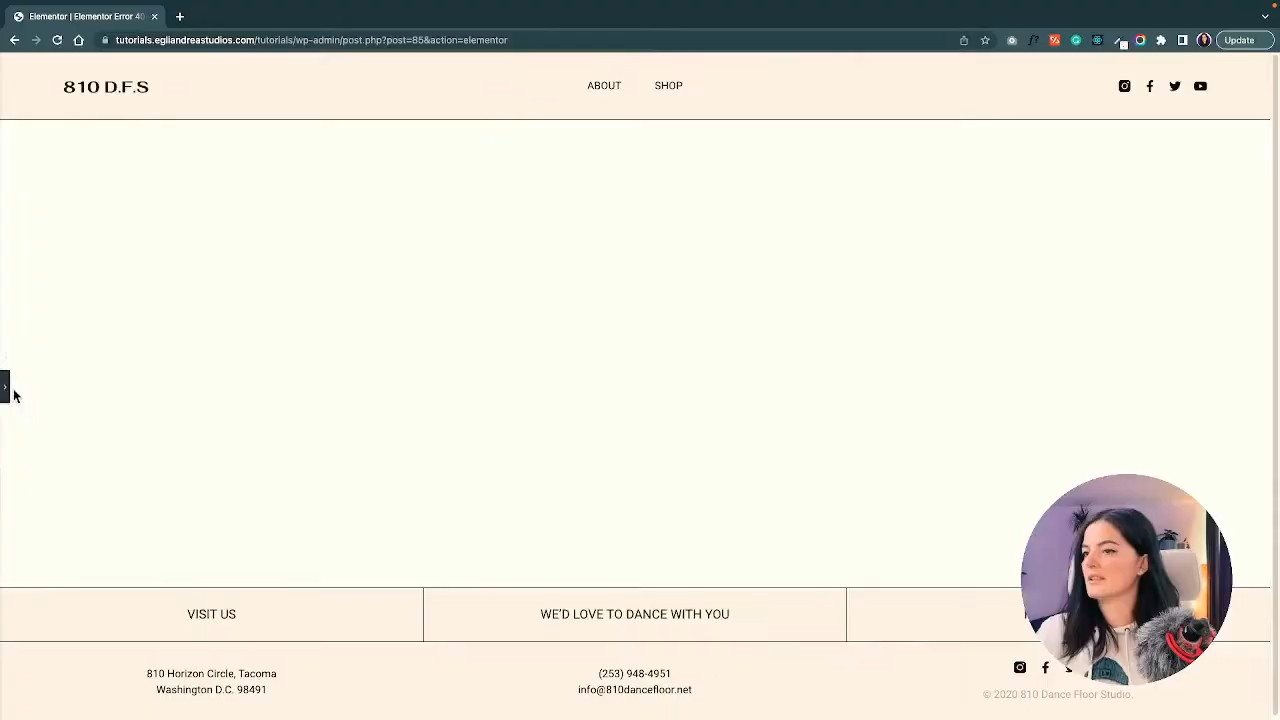 Elementor | Elementor Error 40
tutorials.egliandreastudios.com/tutorials/wp-admin/post.php?post=85&action=elementor
Update
810 D.F.S
ABOUT
SHOP
VISIT US
WE'D LOVE TO DANCE WITH YOU
810 Horizon Circle, Tacoma
Washington D.C. 98491
(253) 948-4951
info@810dancefloor.net
© 2020 810 Dance Floor Studio.